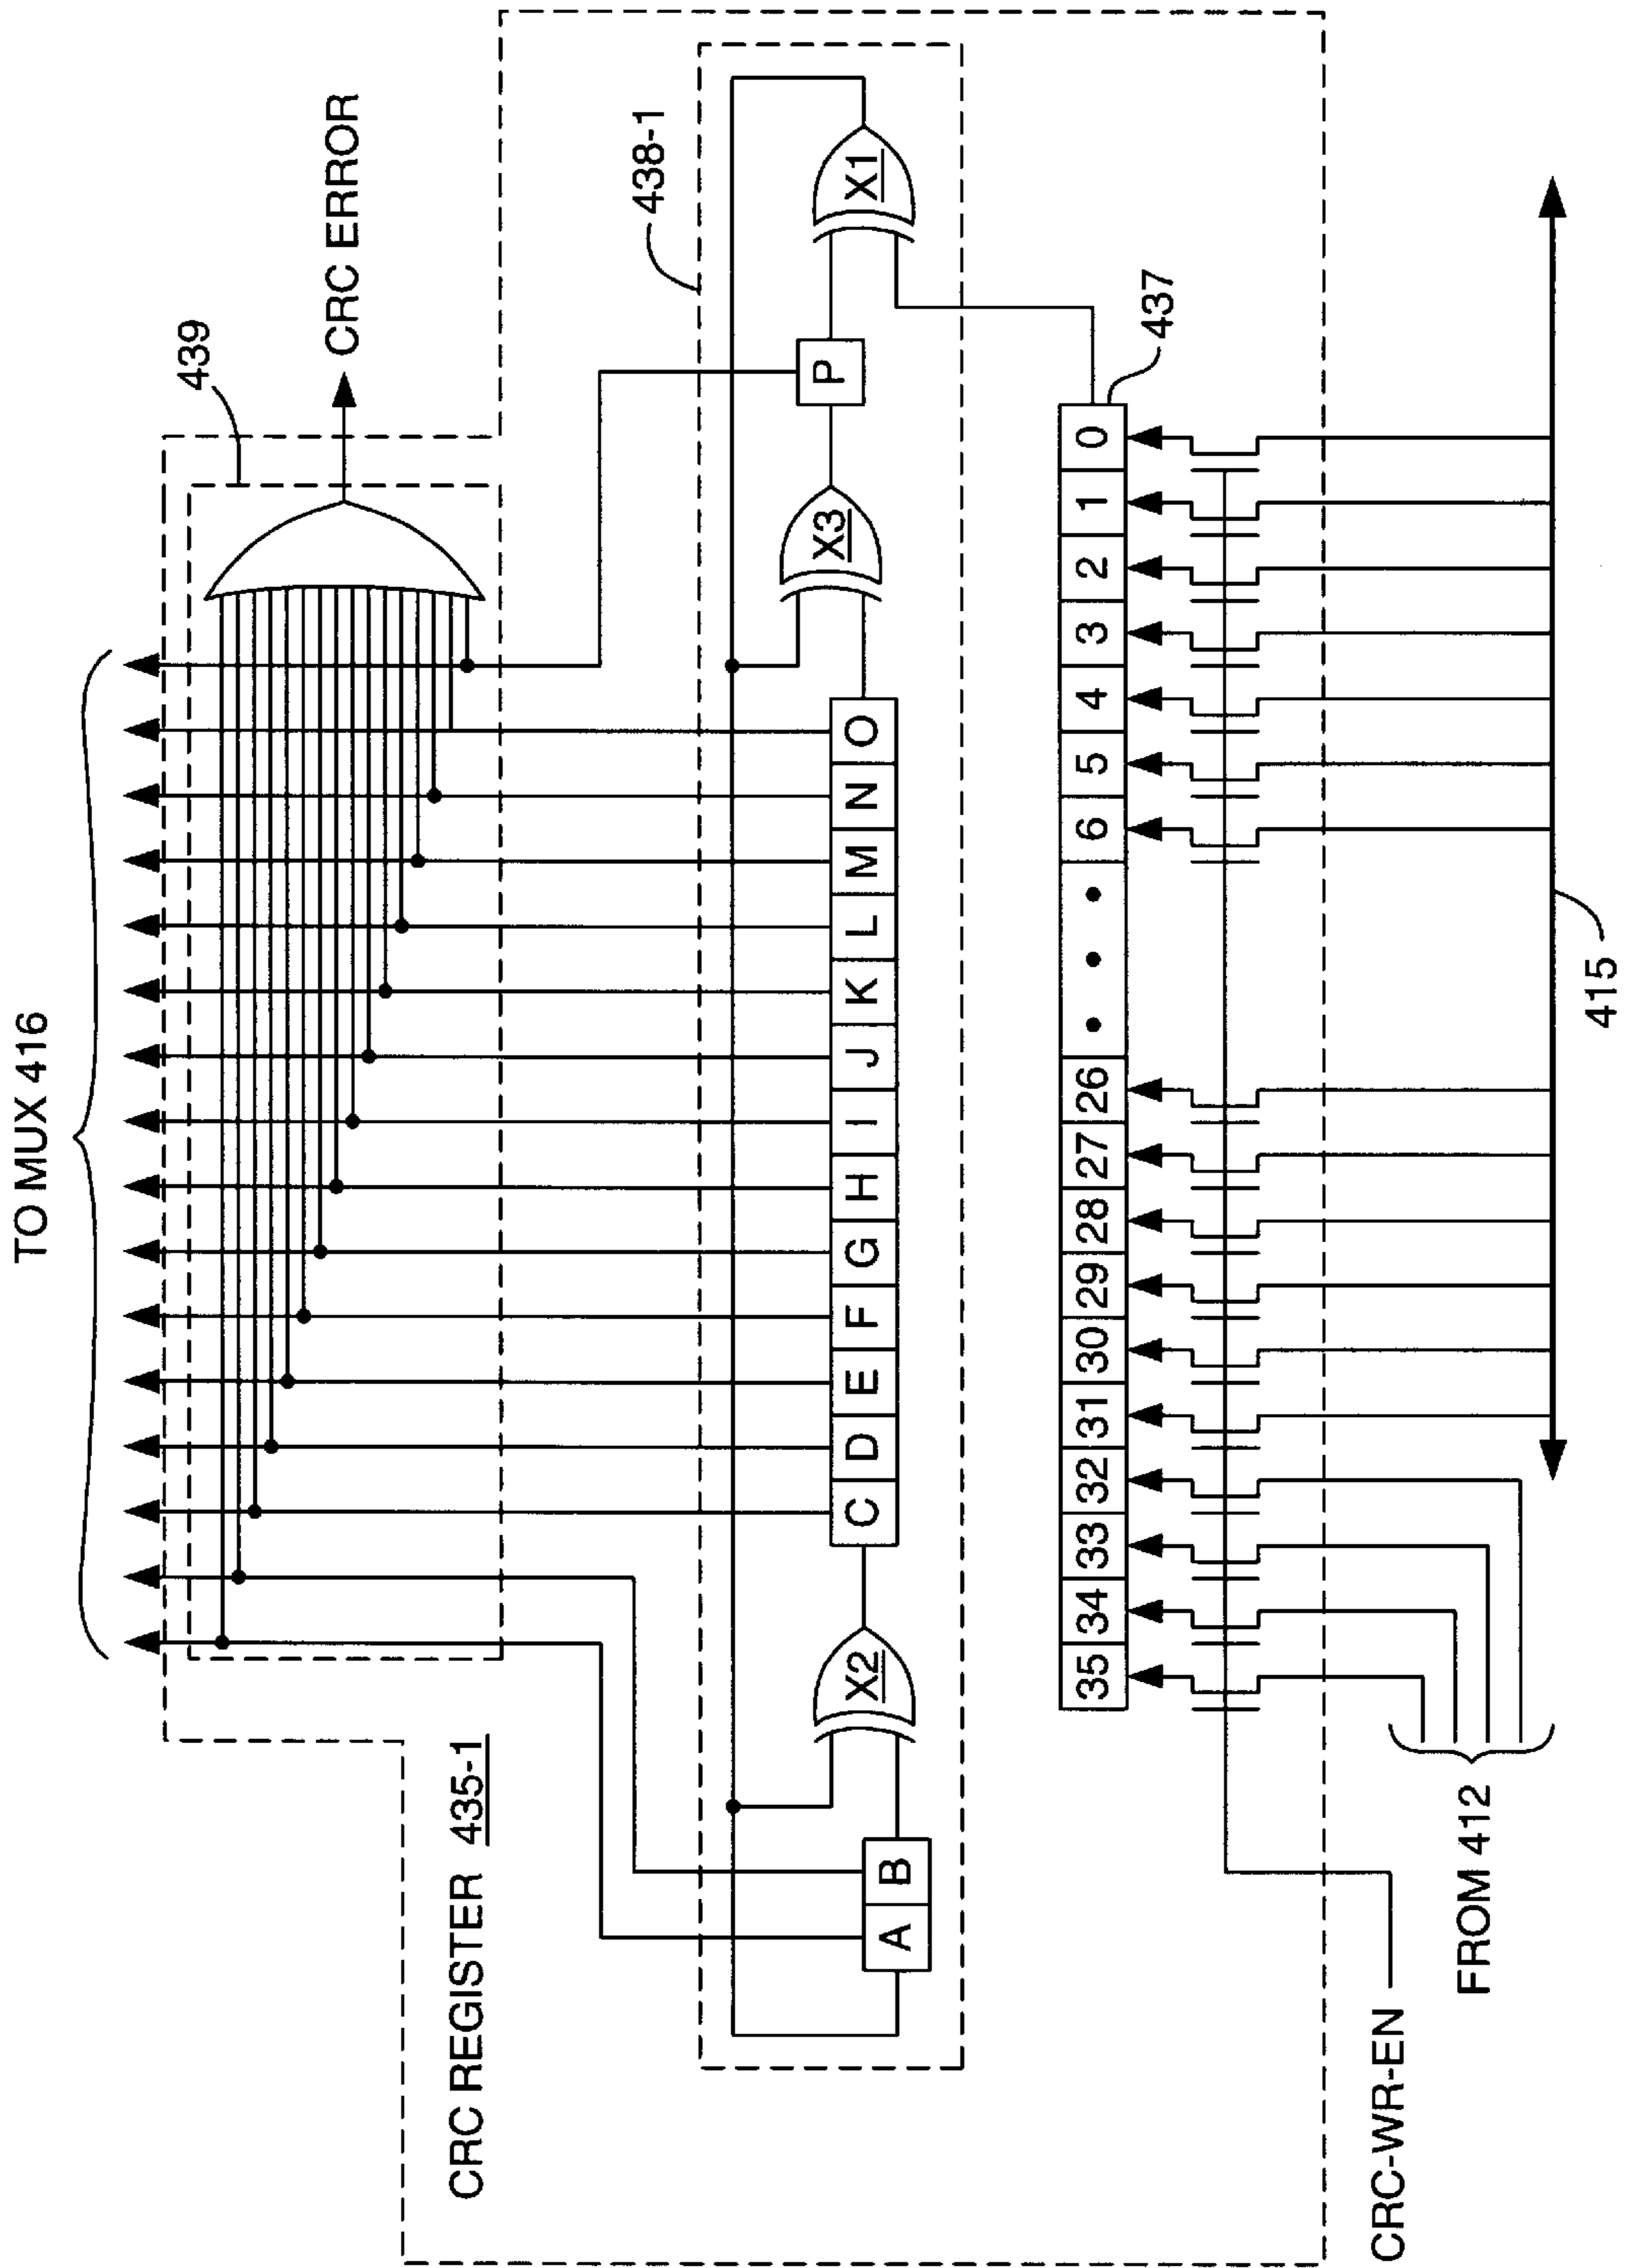 TO MUX 416
439
CRC ERROR
CRC REGISTER 435-1
438-1
A B
X2
C D E F G H I J K L M N O
X3
P
X1
437
35 34 33 32 31 30 29 28 27 26 • • • 6 5 4 3 2 1 0
CRC-WR-EN
FROM 412
415